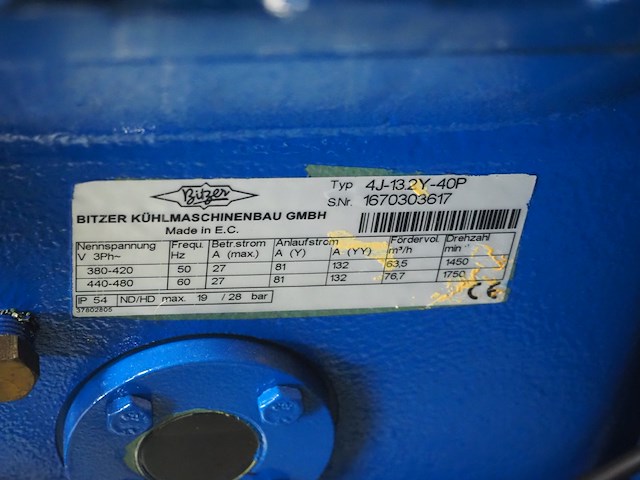 Bitzer
Typ 4J-13.2Y-40P
S.Nr. 1670303617
BITZER KÜHLMASCHINENBAU GMBH
Made in E.C.
Nennspannung Frequ. Betr.strom Anlaufstrom Fördervol. Drehzahl
V 3Ph~ Hz A (max.) A (Y) A (YY) m³/h min
380-420 50 27 81 132 63,5 1450
440-480 60 27 81 132 76,7 1750
IP 54 ND/HD max. 19 / 28 bar
37602805
CE